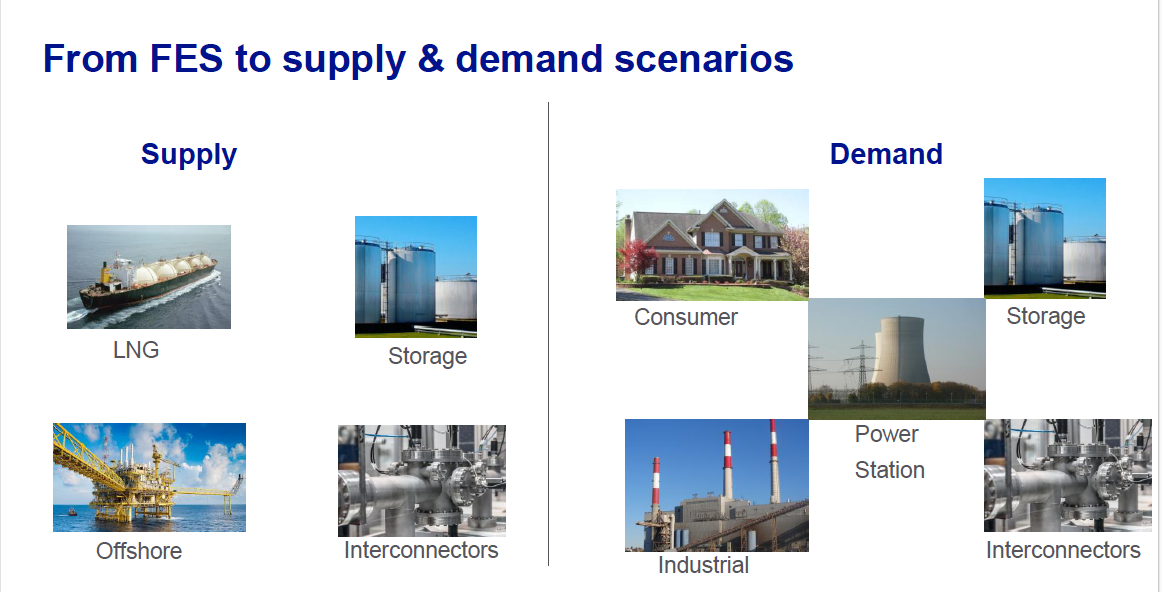 From FES to supply & demand scenarios
Supply
LNG
Storage
Offshore
Interconnectors
Demand
Consumer
Storage
Power
Station
Industrial
Interconnectors